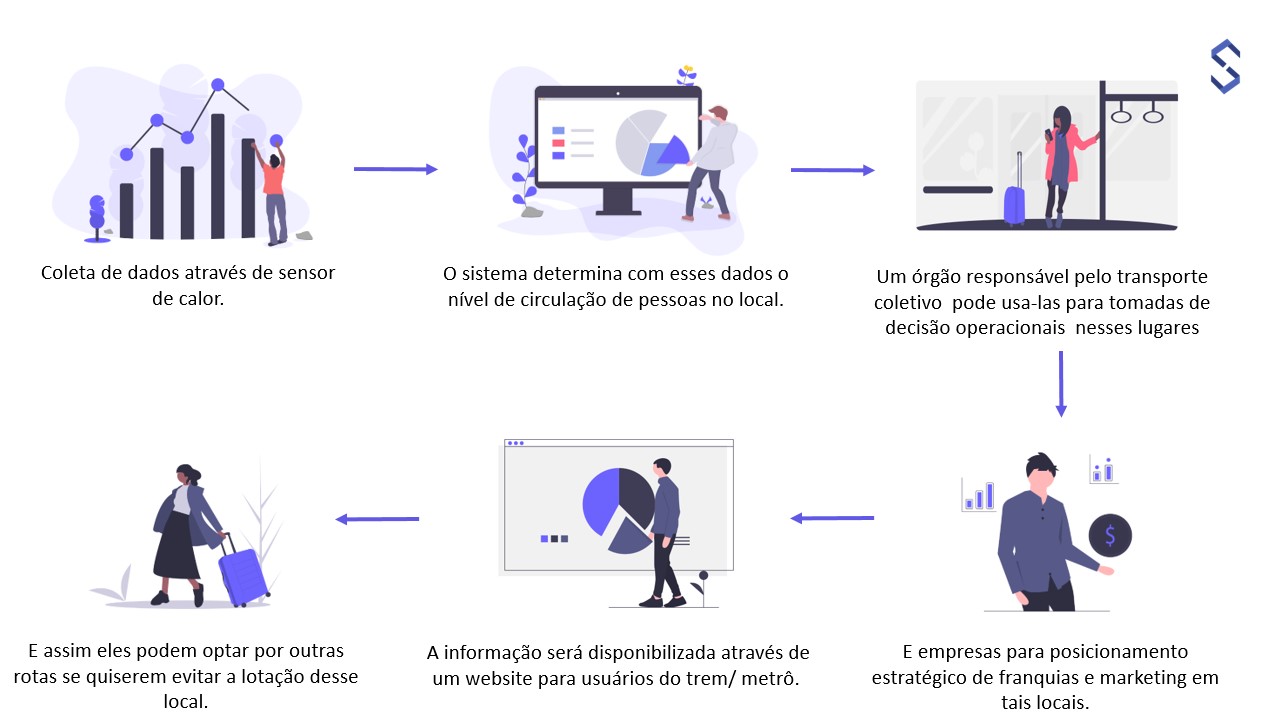 Coleta de dados através de sensor
de calor.
O sistema determina com esses dados o
nível de circulação de pessoas no local.
Um órgão responsável pelo transporte
coletivo  pode usa-las para tomadas de
decisão operacionais  nesses lugares
$
E empresas para posicionamento
estratégico de franquias e marketing em
tais locais.
A informação será disponibilizada através de
um website para usuários do trem/ metrô.
E assim eles podem optar por outras
rotas se quiserem evitar a lotação desse
local.